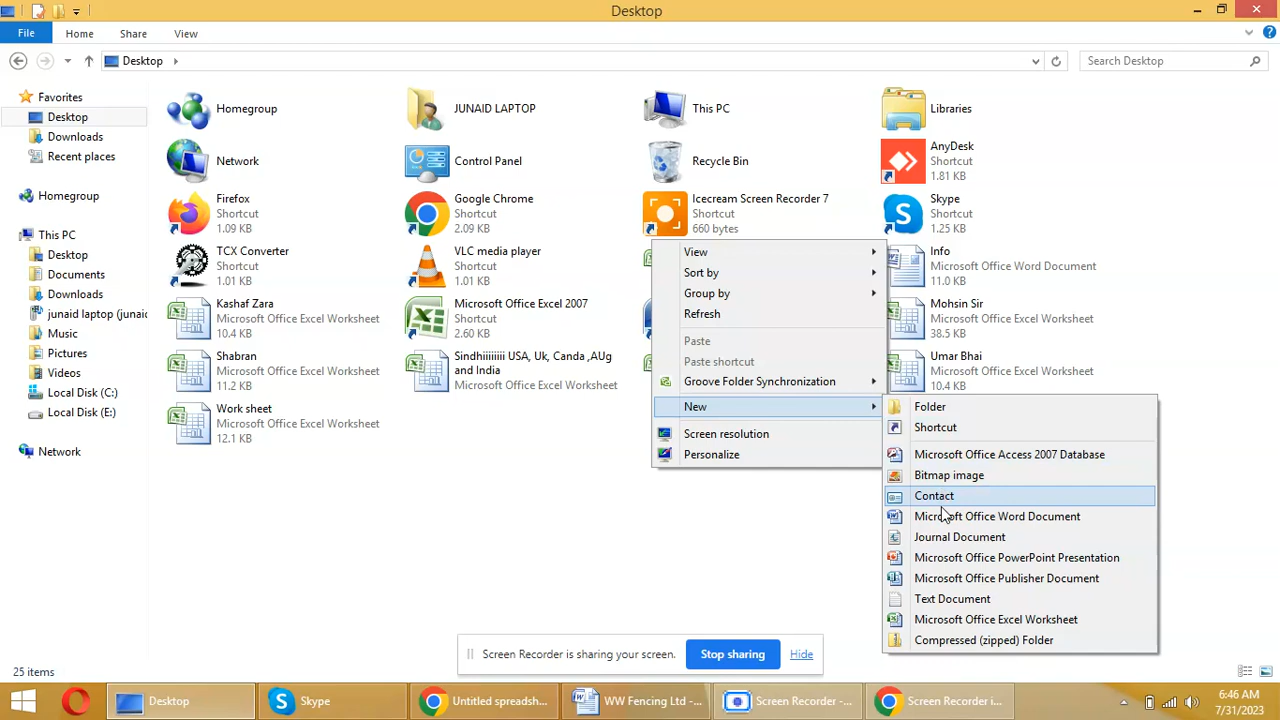 Desktop
File
Home
Share
View
Desktop
Search Desktop
Favorites
Desktop
Downloads
Recent places
Homegroup
This PC
Desktop
Documents
Downloads
junaid laptop (junai
Music
Pictures
Videos
Local Disk (C:)
Local Disk (E:)
Network
Homegroup
JUNAID LAPTOP
This PC
Libraries
Network
Control Panel
Recycle Bin
AnyDesk
Shortcut
1.81 KB
Firefox
Shortcut
1.09 KB
Google Chrome
Shortcut
2.09 KB
Icecream Screen Recorder 7
Shortcut
660 bytes
Skype
Shortcut
TCX Converter
Shortcut
1.01 KB
VLC media player
Shortcut
1.01 KB
Info
Microsoft Office Word Document
11.0 KB
Kashaf Zara
Microsoft Office Excel Worksheet
10.4 KB
Microsoft Office Excel 2007
Shortcut
2.60 KB
Mohsin Sir
Microsoft Office Excel Worksheet
38.5 KB
Shabran
Microsoft Office Excel Worksheet
11.2 KB
Sindhiiiiiiii USA, Uk, Canda ,AUg
and India
Microsoft Office Excel Worksheet
Umar Bhai
Microsoft Office Excel Worksheet
10.4 KB
Work sheet
Microsoft Office Excel Worksheet
12.1 KB
View
Sort by
Group by
Refresh
Paste
Paste shortcut
Groove Folder Synchronization
New
Screen resolution
Personalize
Folder
Shortcut
Microsoft Office Access 2007 Database
Bitmap image
Contact
Microsoft Office Word Document
Journal Document
Microsoft Office PowerPoint Presentation
Microsoft Office Publisher Document
Text Document
Microsoft Office Excel Worksheet
Compressed (zipped) Folder
Screen Recorder is sharing your screen.
Stop sharing
Hide
25 items
Desktop
Skype
Untitled spreadsh...
WW Fencing Ltd -...
Screen Recorder -...
Screen Recorder i...
6:46 AM
7/31/2023